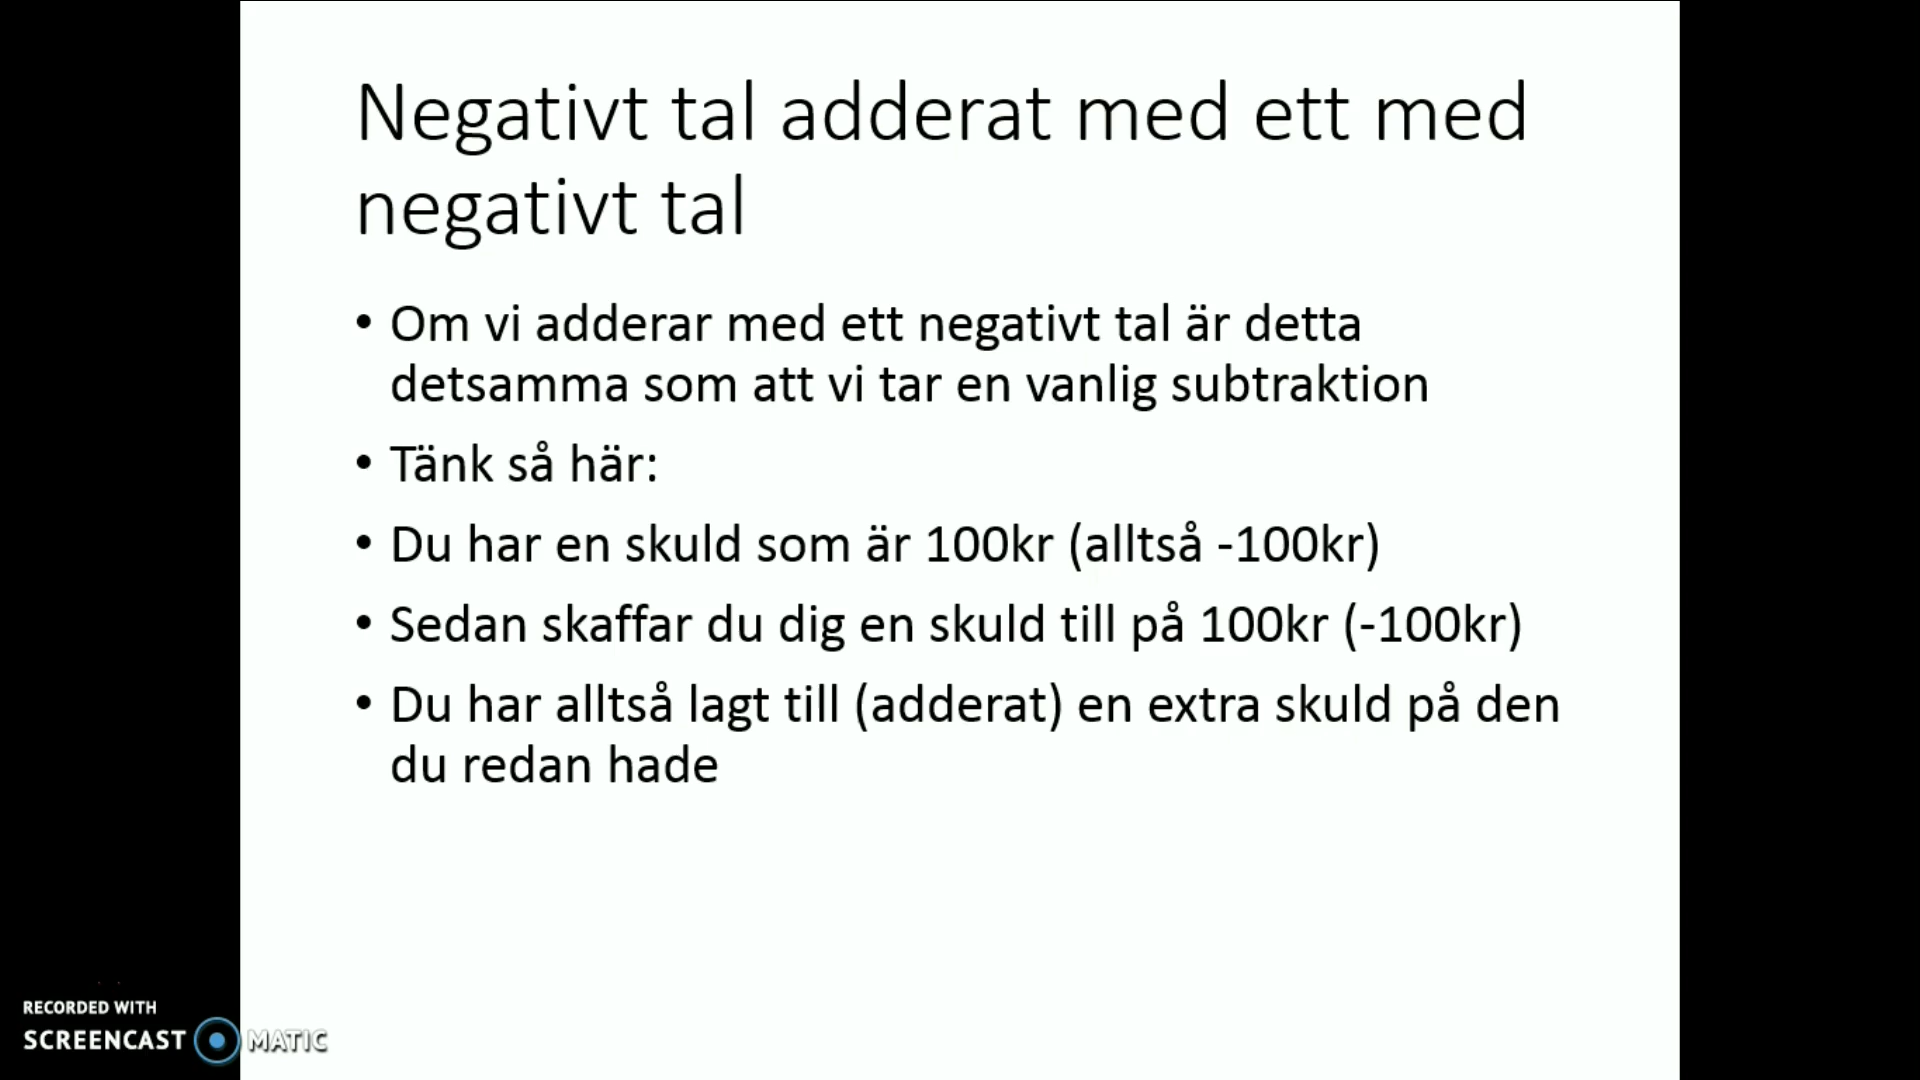 Negativt tal adderat med ett med
negativt tal
• Om vi adderar med ett negativt tal är detta
detsamma som att vi tar en vanlig subtraktion
• Tänk så här:
• Du har en skuld som är 100kr (alltså -100kr)
• Sedan skaffar du dig en skuld till på 100kr (-100kr)
• Du har alltså lagt till (adderat) en extra skuld på den
du redan hade
RECORDED WITH
SCREENCAST MATIC